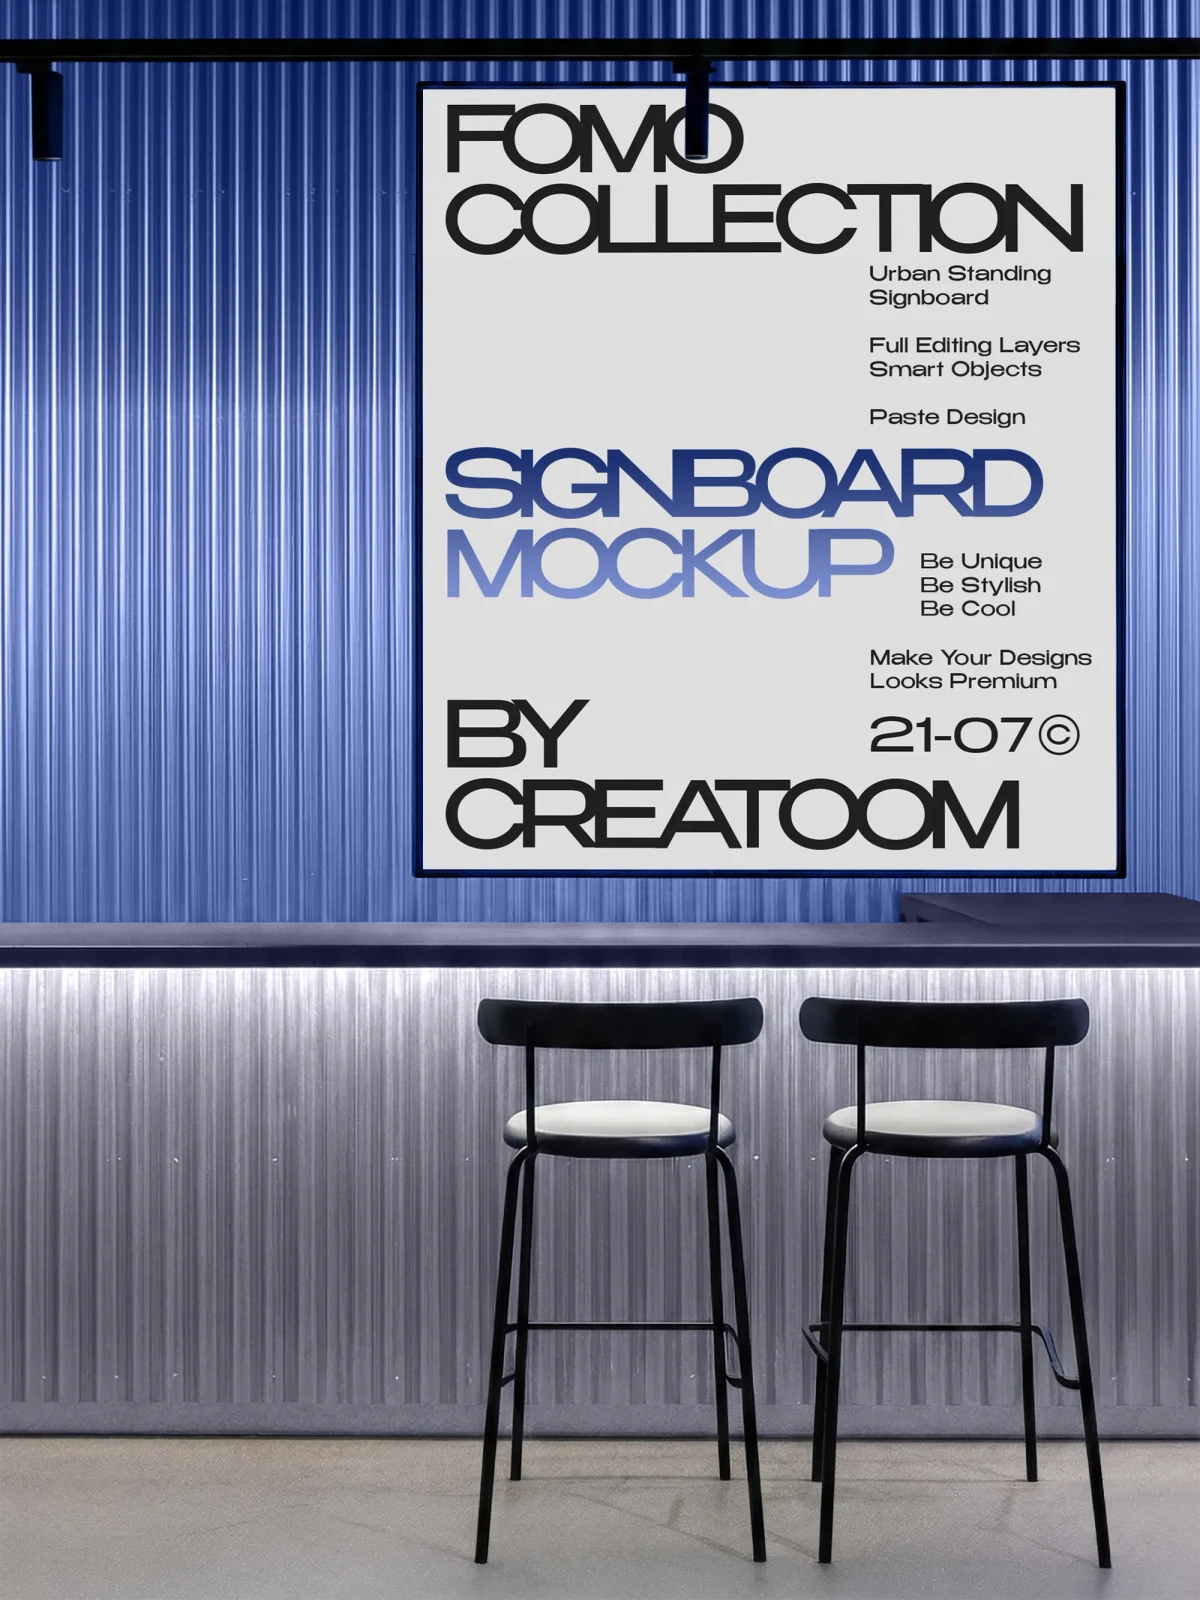 FOMO
COLLECTION
Urban Standing
Signboard
Full Editing Layers
Smart Objects
Paste Design
SIGNBOARD
MOCKUP
Be Unique
Be Stylish
Be Cool
Make Your Designs
Looks Premium
BY
21-07©
CREATOOM